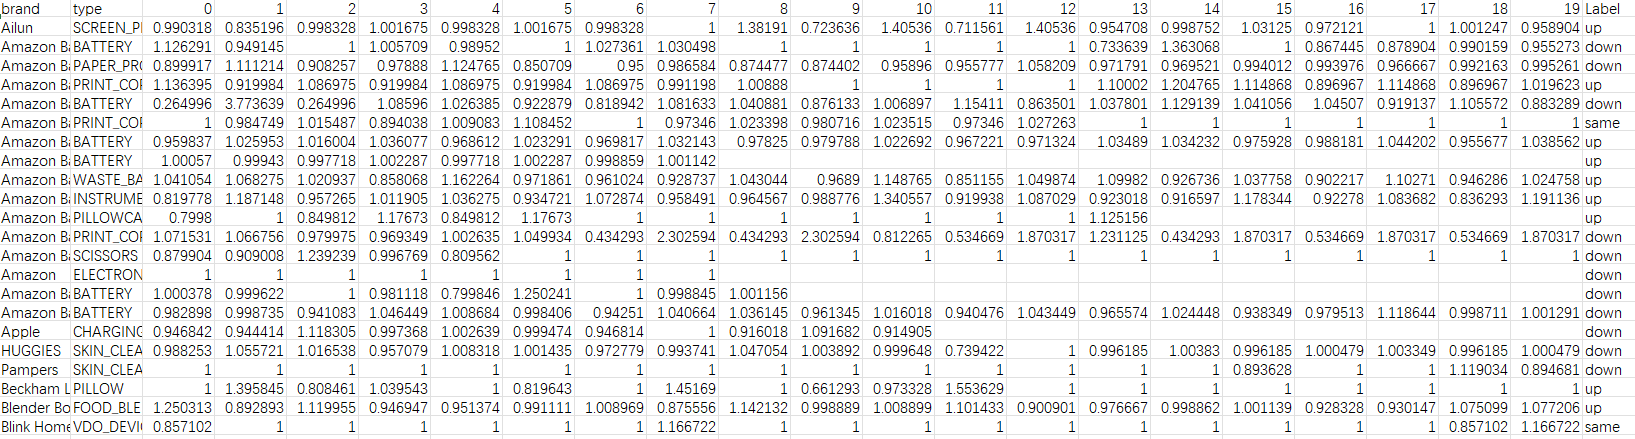 brand type 0 1 2 3 4 5 6 7 8 9 10 11 12 13 14 15 16 17 18 19 Label
Ailun SCREEN_P 0.990318 0.835196 0.998328 1.001675 0.998328 1.001675 0.998328 1 1.38191 0.723636 1.40536 0.711561 1.40536 0.954708 0.998752 1.03125 0.972121 1 1.001247 0.958904 up
Amazon Ba BATTERY 1.126291 0.949145 1 1.005709 0.98952 1 1.027361 1.030498 1 1 1 1 1 0.733639 1.363068 1 0.867445 0.878904 0.990159 0.955273 down
Amazon Ba PAPER_PRO 0.899917 1.111214 0.908257 0.97888 1.124765 0.850709 0.95 0.986584 0.874477 0.874402 0.95896 0.955777 1.058209 0.971791 0.969521 0.994012 0.993976 0.966667 0.992163 0.995261 down
Amazon Ba PRINT_COP 1.136395 0.919984 1.086975 0.919984 1.086975 0.919984 1.086975 0.991198 1.00888 1 1 1 1 1.10002 1.204765 1.114868 0.896967 1.114868 0.896967 1.019623 up
Amazon Ba BATTERY 0.264996 3.773639 0.264996 1.08596 1.026385 0.922879 0.818942 1.081633 1.040881 0.876133 1.006897 1.15411 0.863501 1.037801 1.129139 1.041056 1.04507 0.919137 1.105572 0.883289 down
Amazon Ba PRINT_COP 1 0.984749 1.015487 0.894038 1.009083 1.108452 1 0.97346 1.023398 0.980716 1.023515 0.97346 1.027263 1 1 1 1 1 1 1 same
Amazon Ba BATTERY 0.959837 1.025953 1.016004 1.036077 0.968612 1.023291 0.969817 1.032143 0.97825 0.979788 1.022692 0.967221 0.971324 1.03489 1.034232 0.975928 0.988181 1.044202 0.955677 1.038562 up
Amazon Ba BATTERY 1.00057 0.99943 0.997718 1.002287 0.997718 1.002287 0.998859 1.001142 up
Amazon Ba WASTE_BA 1.041054 1.068275 1.020937 0.858068 1.162264 0.971861 0.961024 0.928737 1.043044 0.9689 1.148765 0.851155 1.049874 1.09982 0.926736 1.037758 0.902217 1.10271 0.946286 1.024758 up
Amazon Ba INSTRUME 0.819778 1.187148 0.957265 1.011905 1.036275 0.934721 1.072874 0.958491 0.964567 0.988776 1.340557 0.919938 1.087029 0.923018 0.916597 1.178344 0.92278 1.083682 0.836293 1.191136 up
Amazon Ba PILLOWCA 0.7998 1 0.849812 1.17673 0.849812 1.17673 1 1 1 1 1 1 1 1.125156 up
Amazon Ba PRINT_COP 1.071531 1.066756 0.979975 0.969349 1.002635 1.049934 0.434293 2.302594 0.434293 2.302594 0.812265 0.534669 1.870317 1.231125 0.434293 1.870317 0.534669 1.870317 0.534669 1.870317 down
Amazon Ba SCISSORS 0.879904 0.909008 1.239239 0.996769 0.809562 1 1 1 1 1 1 1 1 1 1 1 1 1 1 1 down
Amazon ELECTRON 1 1 1 1 1 1 1 1 down
Amazon Ba BATTERY 1.000378 0.999622 1 0.981118 0.799846 1.250241 1 0.998845 1.001156 down
Amazon Ba BATTERY 0.982898 0.998735 0.941083 1.046449 1.008684 0.998406 0.94251 1.040664 1.036145 0.961345 1.016018 0.940476 1.043449 0.965574 1.024448 0.938349 0.979513 1.118644 0.998711 1.001291 down
Apple CHARGING 0.946842 0.944414 1.118305 0.997368 1.002639 0.999474 0.946814 1 0.916018 1.091682 0.914905 down
HUGGIES SKIN_CLEA 0.988253 1.055721 1.016538 0.957079 1.008318 1.001435 0.972779 0.993741 1.047054 1.003892 0.999648 0.739422 1 0.996185 1.00383 0.996185 1.000479 1.003349 0.996185 1.000479 down
Pampers SKIN_CLEA 1 1 1 1 1 1 1 1 1 1 1 1 1 1 1 0.893628 1 1 1.119034 0.894681 down
Beckham L PILLOW 1 1.395845 0.808461 1.039543 1 0.819643 1 1.45169 1 0.661293 0.973328 1.553629 1 1 1 1 1 1 1 1 up
Blender Bo FOOD_BLE 1.250313 0.892893 1.119955 0.946947 0.951374 0.991111 1.008969 0.875556 1.142132 0.998889 1.008899 1.101433 0.900901 0.976667 0.998862 1.001139 0.928328 0.930147 1.075099 1.077206 up
Blink Home VDO_DEVI 0.857102 1 1 1 1 1 1 1.166722 1 1 1 1 1 1 1 1 1 1 0.857102 1.166722 same